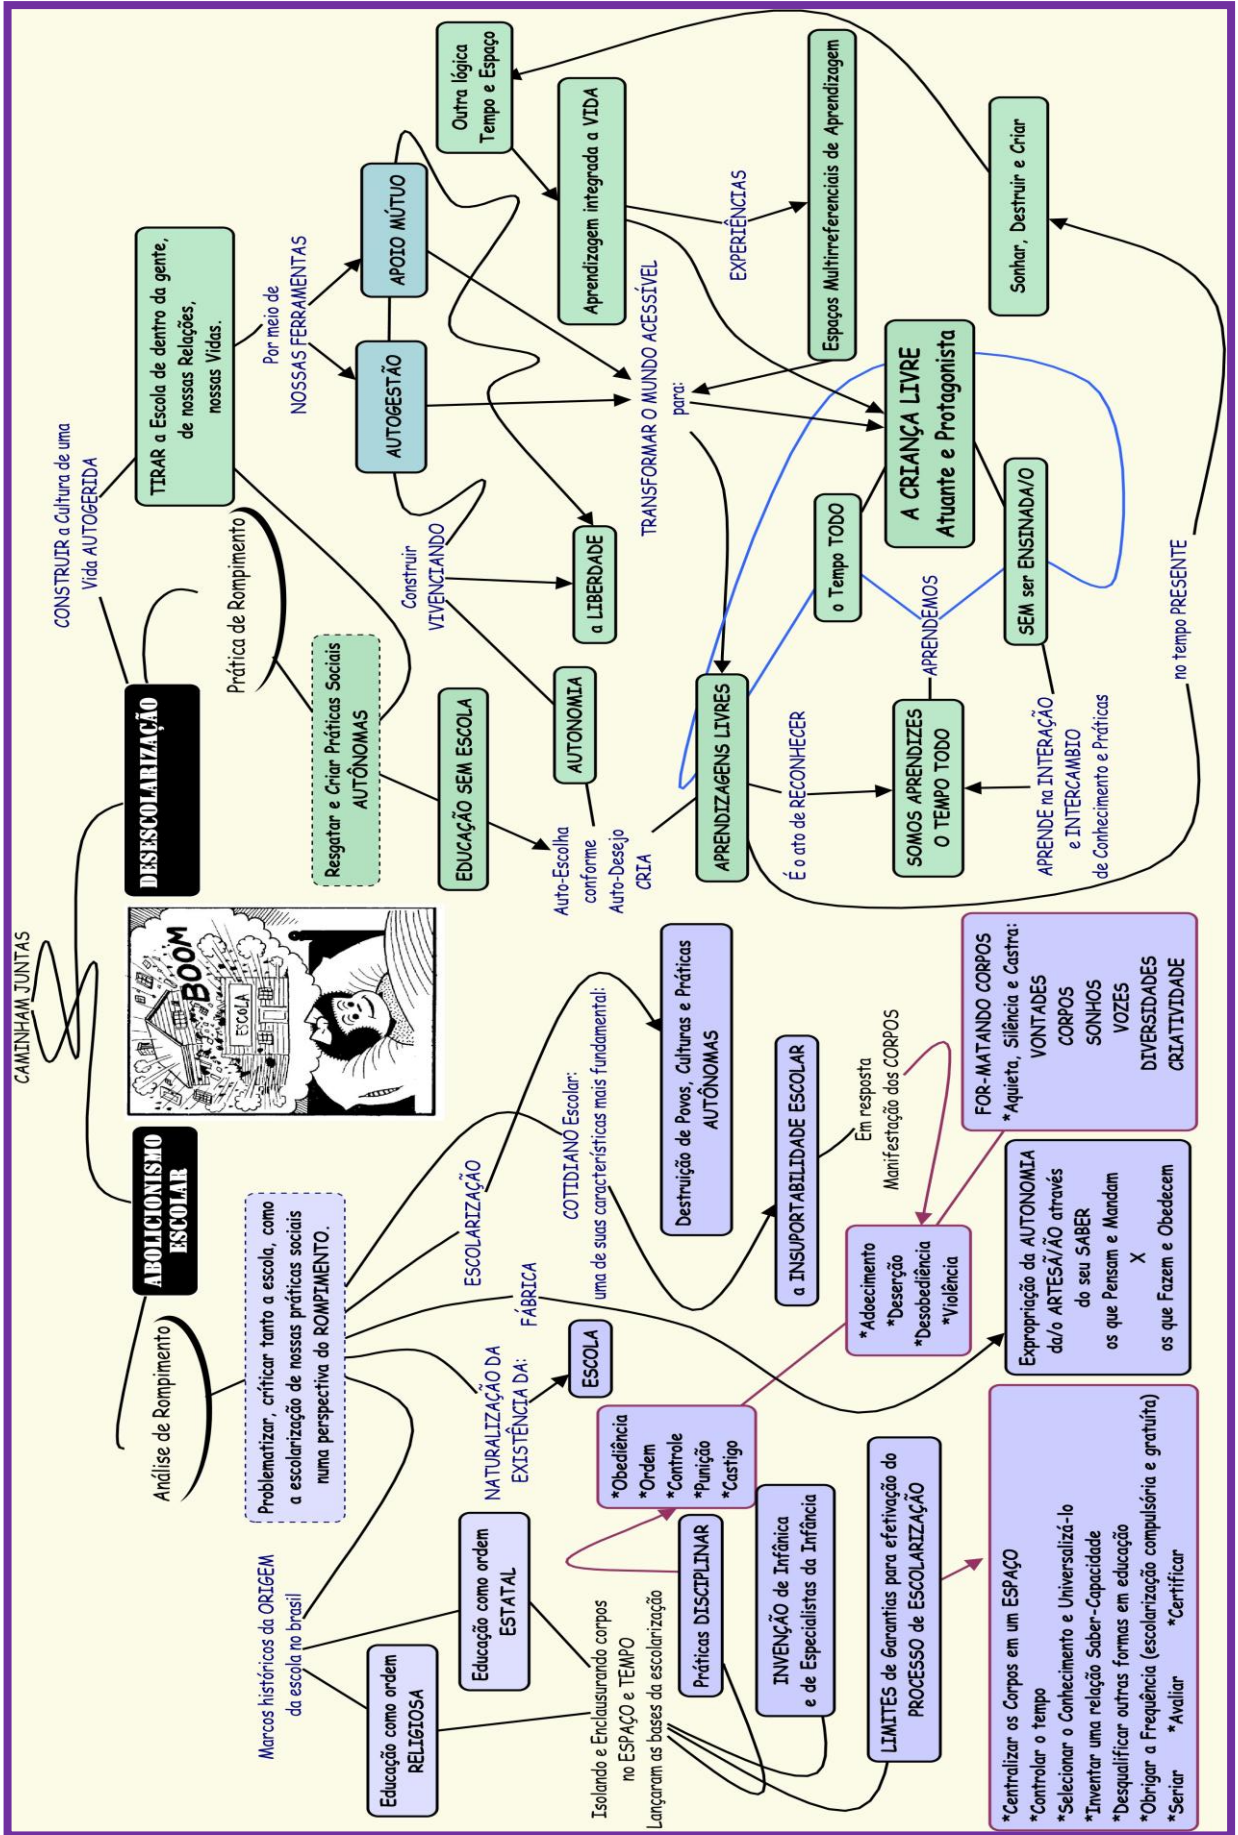 CAMINHAM JUNTAS
ABOLICIONISMO
ESCOLAR
BOOM
ESCOLA
DESESCOLARIZAÇÃO
Análise de Rompimento
Problematizar, críticar tanto a escola, como
a escolarização de nossas práticas sociais
numa perspectiva do ROMPIMENTO.
Marcos históricos da ORIGEM
da escola no brasil
Educação como ordem
RELIGIOSA
Educação como ordem
ESTATAL
Isolando e Enclausurando corpos
no ESPAÇO e TEMPO
Lançaram as bases da escolarização
Práticas DISCIPLINAR
*Obediência
*Ordem
*Controle
*Punição
*Castigo
INVENÇÃO de Infânica
e de Especialistas da Infância
LIMITES de Garantias para efetivação do
PROCESSO de ESCOLARIZAÇÃO
*Centralizar os Corpos em um ESPAÇO
*Controlar o tempo
*Selecionar o Conhecimento e Universalizá-lo
*Inventar uma relação Saber-Capacidade
*Desqualificar outras formas em educação
*Obrigar a Frequência (escolarização compulsória e gratuíta)
*Seriar *Avaliar *Certificar
NATURALIZAÇÃO DA
EXISTÊNCIA DA:
ESCOLA
FÁBRICA
Expropriação da AUTONOMIA
da/o ARTESÃ/ÃO através
do seu SABER
os que Pensam e Mandam
X
os que Fazem e Obedecem
ESCOLARIZAÇÃO
Destruição de Povos, Culturas e Práticas
AUTÔNOMAS
COTIDIANO Escolar:
uma de suas características mais fundamental:
a INSUPORTABILIDADE ESCOLAR
Em resposta
Manifestação dos CORPOS
*Adoecimento
*Deserção
*Desobediência
*Violência
FOR-MATANDO CORPOS
*Aquieta, Silência e Castra:
VONTADES
CORPOS
SONHOS
VOZES
DIVERSIDADES
CRIATIVIDADE
CONSTRUIR a Cultura de uma
Vida AUTOGERIDA
Prática de Rompimento
TIRAR a Escola de dentro da gente,
de nossas Relações,
nossas Vidas.
Resgatar e Criar Práticas Sociais
AUTÔNOMAS
Por meio de
NOSSAS FERRAMENTAS
AUTOGESTÃO
APOIO MÚTUO
EDUCAÇÃO SEM ESCOLA
Construir
VIVENCIANDO
Outra lógica
Tempo e Espaço
Auto-Escolha
conforme
Auto-Desejo
CRIA
AUTONOMIA
a LIBERDADE
Aprendizagem integrada a VIDA
TRANSFORMAR O MUNDO ACESSÍVEL
para:
EXPERIÊNCIAS
APRENDIZAGENS LIVRES
Espaços Multirreferenciais de Aprendizagem
É o ato de RECONHECER
o Tempo TODO
A CRIANÇA LIVRE
Atuante e Protagonista
SOMOS APRENDIZES
O TEMPO TODO
APRENDEMOS
SEM ser ENSINADA/O
Sonhar, Destruir e Criar
APRENDE na INTERAÇÃO
e INTERCAMBIO
de Conhecimento e Práticas
no tempo PRESENTE